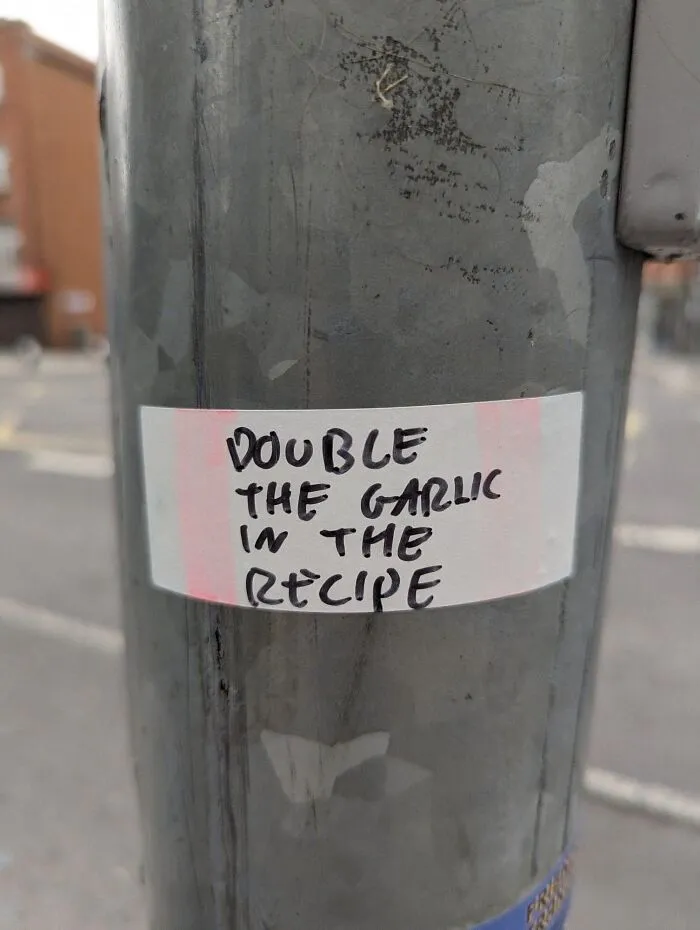 DOUBLE
THE GARLIC
IN THE
RECIPE